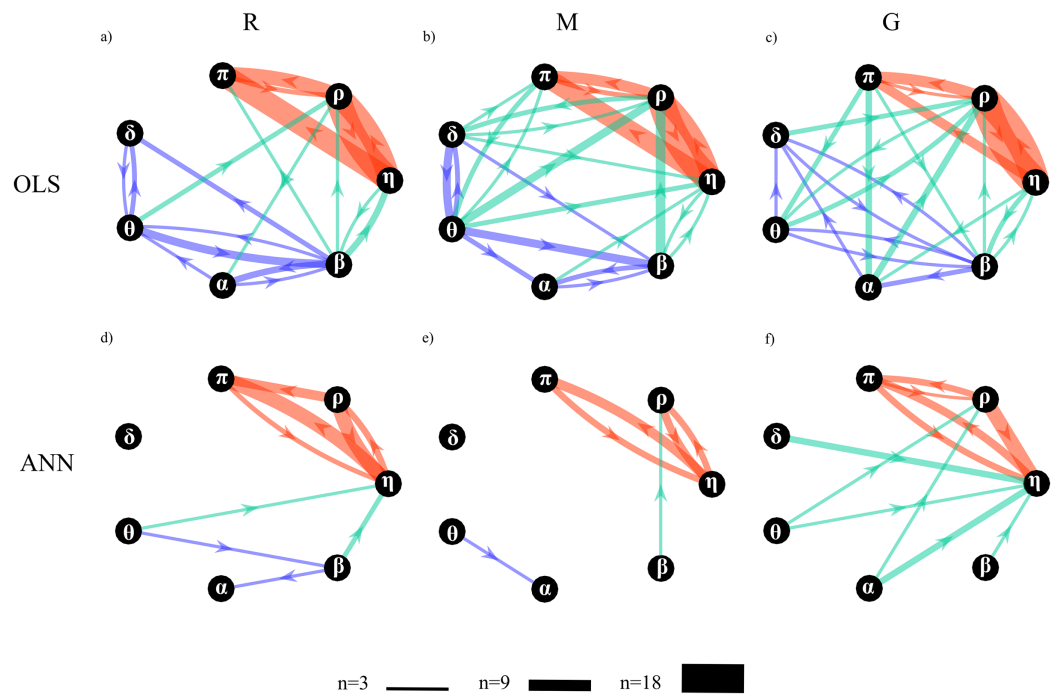 R M G
a) b) c)
π π π
ρ ρ ρ
δ δ δ
OLS
η η η
θ θ θ
β β β
α α α
d) e) f)
π π π
ρ ρ ρ
δ δ δ
ANN
η η η
θ θ θ
β β β
α α α
n=3 n=9 n=18